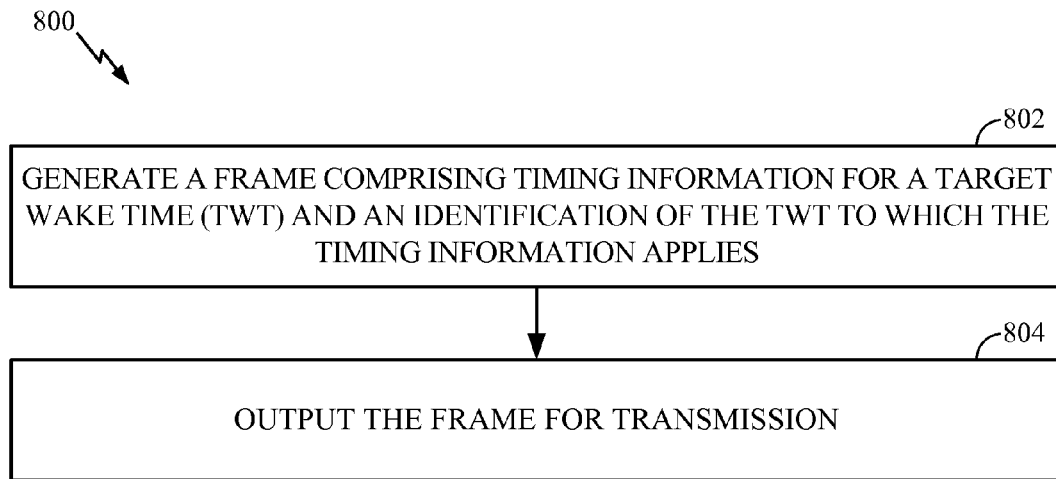 800
802
GENERATE A FRAME COMPRISING TIMING INFORMATION FOR A TARGET
WAKE TIME (TWT) AND AN IDENTIFICATION OF THE TWT TO WHICH THE
TIMING INFORMATION APPLIES
804
OUTPUT THE FRAME FOR TRANSMISSION